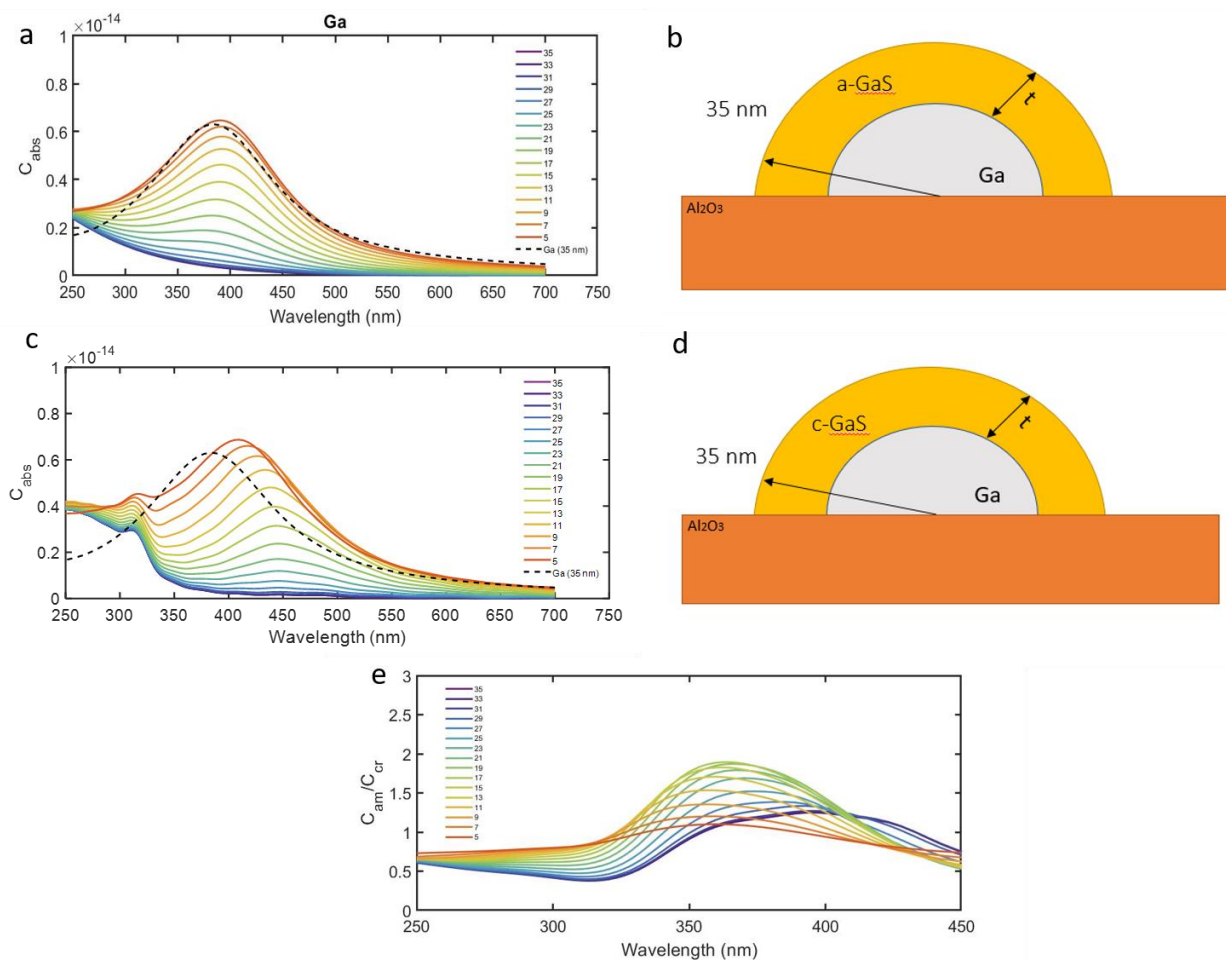 a
×10⁻¹⁴
Ga
1
0.8
0.6
0.4
0.2
0
C_abs
250 300 350 400 450 500 550 600 650 700 750
Wavelength (nm)
35
33
31
29
27
25
23
21
19
17
15
13
11
9
7
5
Ga (35 nm)
b
a-GaS
t
35 nm
Ga
Al₂O₃
c
×10⁻¹⁴
1
0.8
0.6
0.4
0.2
0
C_abs
250 300 350 400 450 500 550 600 650 700 750
Wavelength (nm)
35
33
31
29
27
25
23
21
19
17
15
13
11
9
7
5
Ga (35 nm)
d
c-GaS
t
35 nm
Ga
Al₂O₃
e
3
2.5
2
1.5
1
0.5
0
C_am/C_cr
35
33
31
29
27
25
23
21
19
17
15
13
11
9
7
5
250 300 350 400 450
Wavelength (nm)